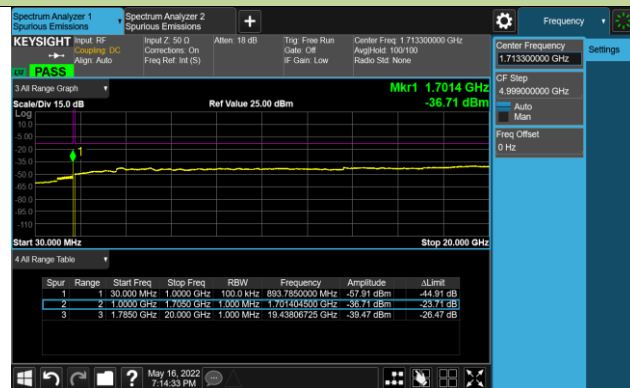 Spectrum Analyzer 1
Spurious Emissions
Spectrum Analyzer 2
Spurious Emissions
Frequency
KEYSIGHT
Input: RF
Coupling: DC
Align: Auto
Input Z: 50 Ω
Corrections: On
Freq Ref: Int (S)
Atten: 18 dB
Trig: Free Run
Gate: Off
IF Gain: Low
Center Freq: 1.713300000 GHz
Avg|Hold: 100/100
Radio Std: None
PASS
Center Frequency
1.713300000 GHz
Settings
CF Step
4.999000000 GHz
Auto
Man
Freq Offset
0 Hz
3 All Range Graph
Mkr1 1.7014 GHz
-36.71 dBm
Scale/Div 15.0 dB
Ref Value 25.00 dBm
Log
10.0
-5.00
-20.0
-35.0
-50.0
-65.0
-80.0
-95.0
-110
1
Start 30.000 MHz
Stop 20.000 GHz
4 All Range Table
Spur Range Start Freq Stop Freq RBW Frequency Amplitude ΔLimit
1 1 30.000 MHz 1.0000 GHz 100.0 kHz 893.7850000 MHz -57.91 dBm -44.91 dB
2 2 1.0000 GHz 1.7050 GHz 1.000 MHz 1.701404500 GHz -36.71 dBm -23.71 dB
3 3 1.7850 GHz 20.000 GHz 1.000 MHz 19.43806725 GHz -39.47 dBm -26.47 dB
May 16, 2022
7:14:33 PM